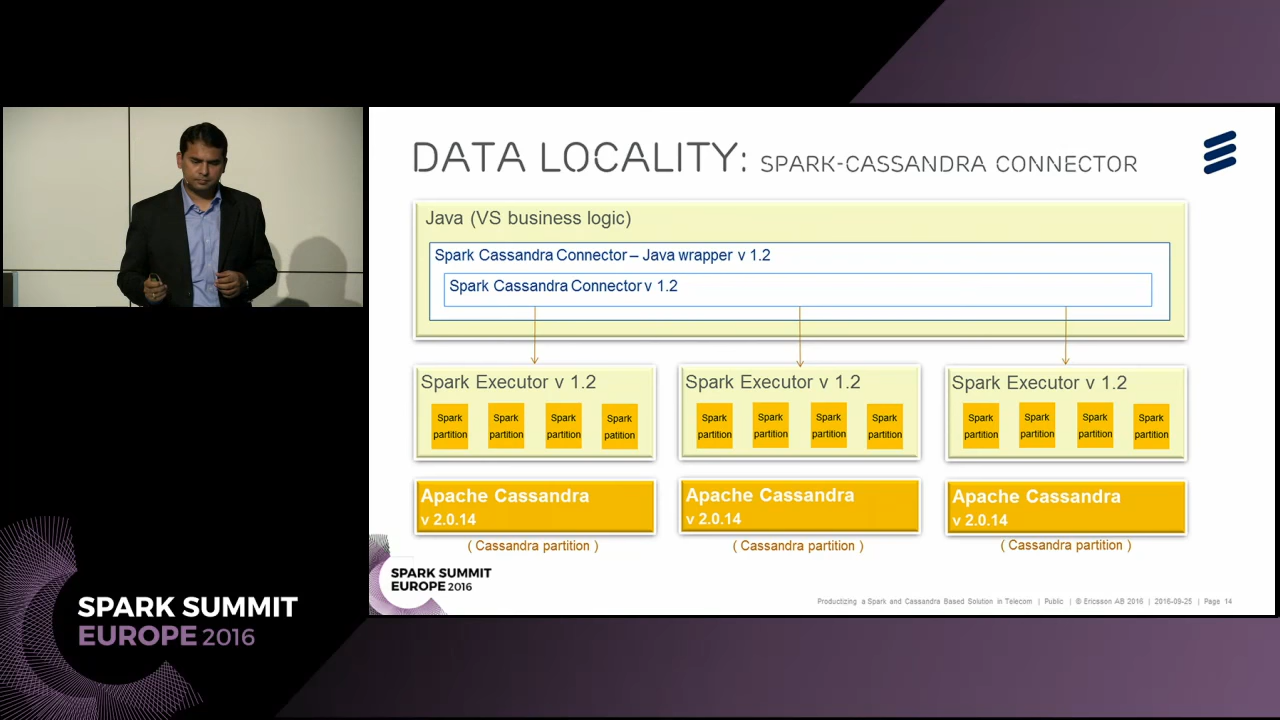 DATA LOCALITY: SPARK-CASSANDRA CONNECTOR
Java (VS business logic)
Spark Cassandra Connector – Java wrapper v 1.2
Spark Cassandra Connector v 1.2
Spark Executor v 1.2
Spark partition
Spark partition
Spark partition
Spark patition
Spark Executor v 1.2
Spark partition
Spark partition
Spark partition
Spark partition
Spark Executor v 1.2
Spark partition
Spark partition
Spark partition
Spark partition
Apache Cassandra
v 2.0.14
( Cassandra partition )
Apache Cassandra
v 2.0.14
( Cassandra partition )
Apache Cassandra
v 2.0.14
( Cassandra partition )
SPARK SUMMIT
EUROPE 2016
Productizing a Spark and Cassandra Based Solution in Telecom | Public | © Ericsson AB 2016 | 2016-09-25 | Page 14
SPARK SUMMIT
EUROPE 2016